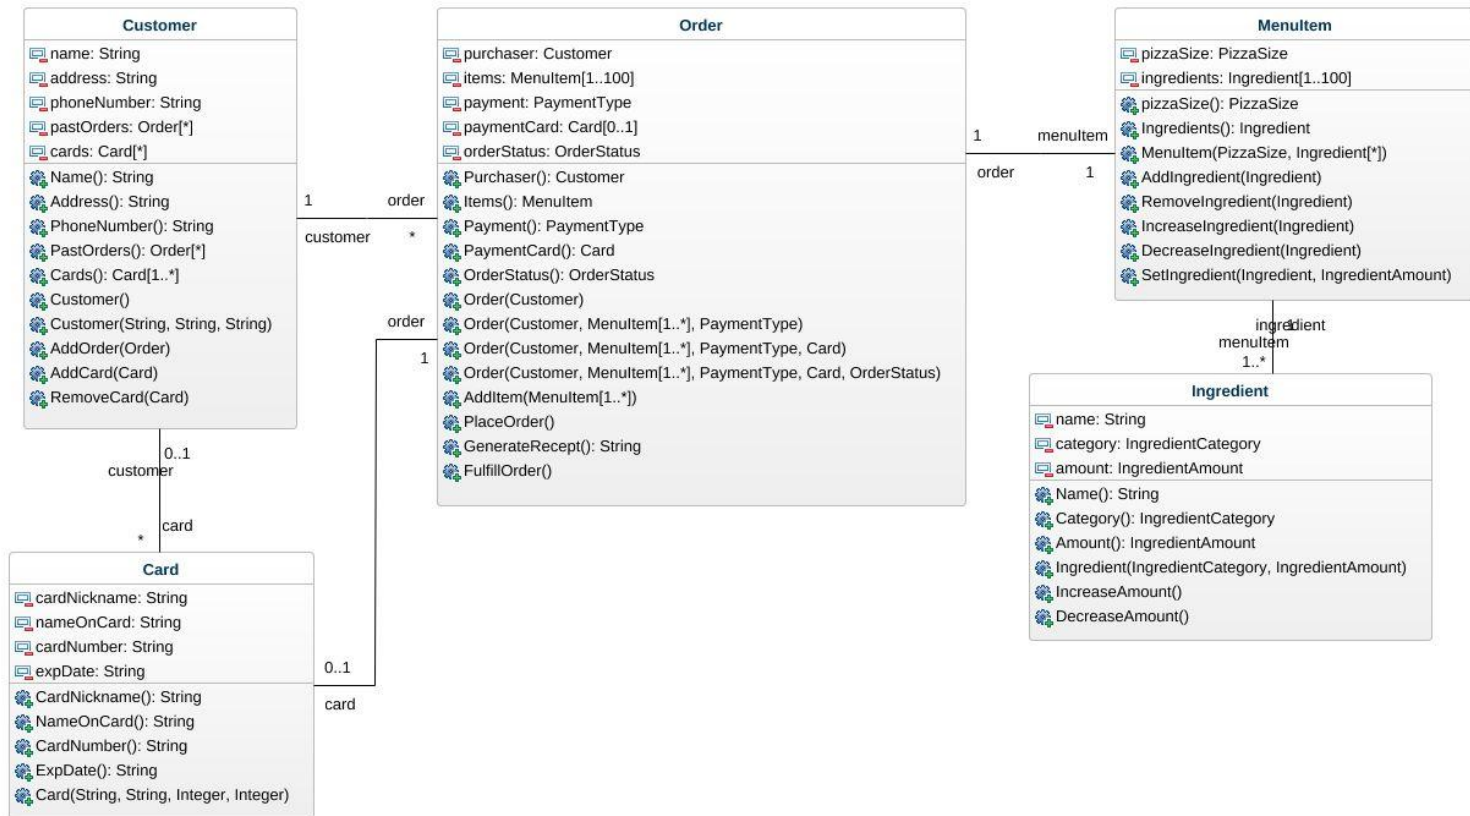 Customer
name: String
address: String
phoneNumber: String
pastOrders: Order[*]
cards: Card[*]
Name(): String
Address(): String
PhoneNumber(): String
PastOrders(): Order[*]
Cards(): Card[1..*]
Customer()
Customer(String, String, String)
AddOrder(Order)
AddCard(Card)
RemoveCard(Card)
1
order
customer
*
Order
purchaser: Customer
items: MenuItem[1..100]
payment: PaymentType
paymentCard: Card[0..1]
orderStatus: OrderStatus
Purchaser(): Customer
Items(): MenuItem
Payment(): PaymentType
PaymentCard(): Card
OrderStatus(): OrderStatus
Order(Customer)
Order(Customer, MenuItem[1..*], PaymentType)
Order(Customer, MenuItem[1..*], PaymentType, Card)
Order(Customer, MenuItem[1..*], PaymentType, Card, OrderStatus)
AddItem(MenuItem[1..*])
PlaceOrder()
GenerateRecept(): String
FulfillOrder()
1
menuItem
order
1
MenuItem
pizzaSize: PizzaSize
ingredients: Ingredient[1..100]
pizzaSize(): PizzaSize
Ingredients(): Ingredient
MenuItem(PizzaSize, Ingredient[*])
AddIngredient(Ingredient)
RemoveIngredient(Ingredient)
IncreaseIngredient(Ingredient)
DecreaseIngredient(Ingredient)
SetIngredient(Ingredient, IngredientAmount)
ingredient
1
menuItem
1..*
Ingredient
name: String
category: IngredientCategory
amount: IngredientAmount
Name(): String
Category(): IngredientCategory
Amount(): IngredientAmount
Ingredient(IngredientCategory, IngredientAmount)
IncreaseAmount()
DecreaseAmount()
order
1
0..1
card
0..1
customer
card
*
Card
cardNickname: String
nameOnCard: String
cardNumber: String
expDate: String
CardNickname(): String
NameOnCard(): String
CardNumber(): String
ExpDate(): String
Card(String, String, Integer, Integer)